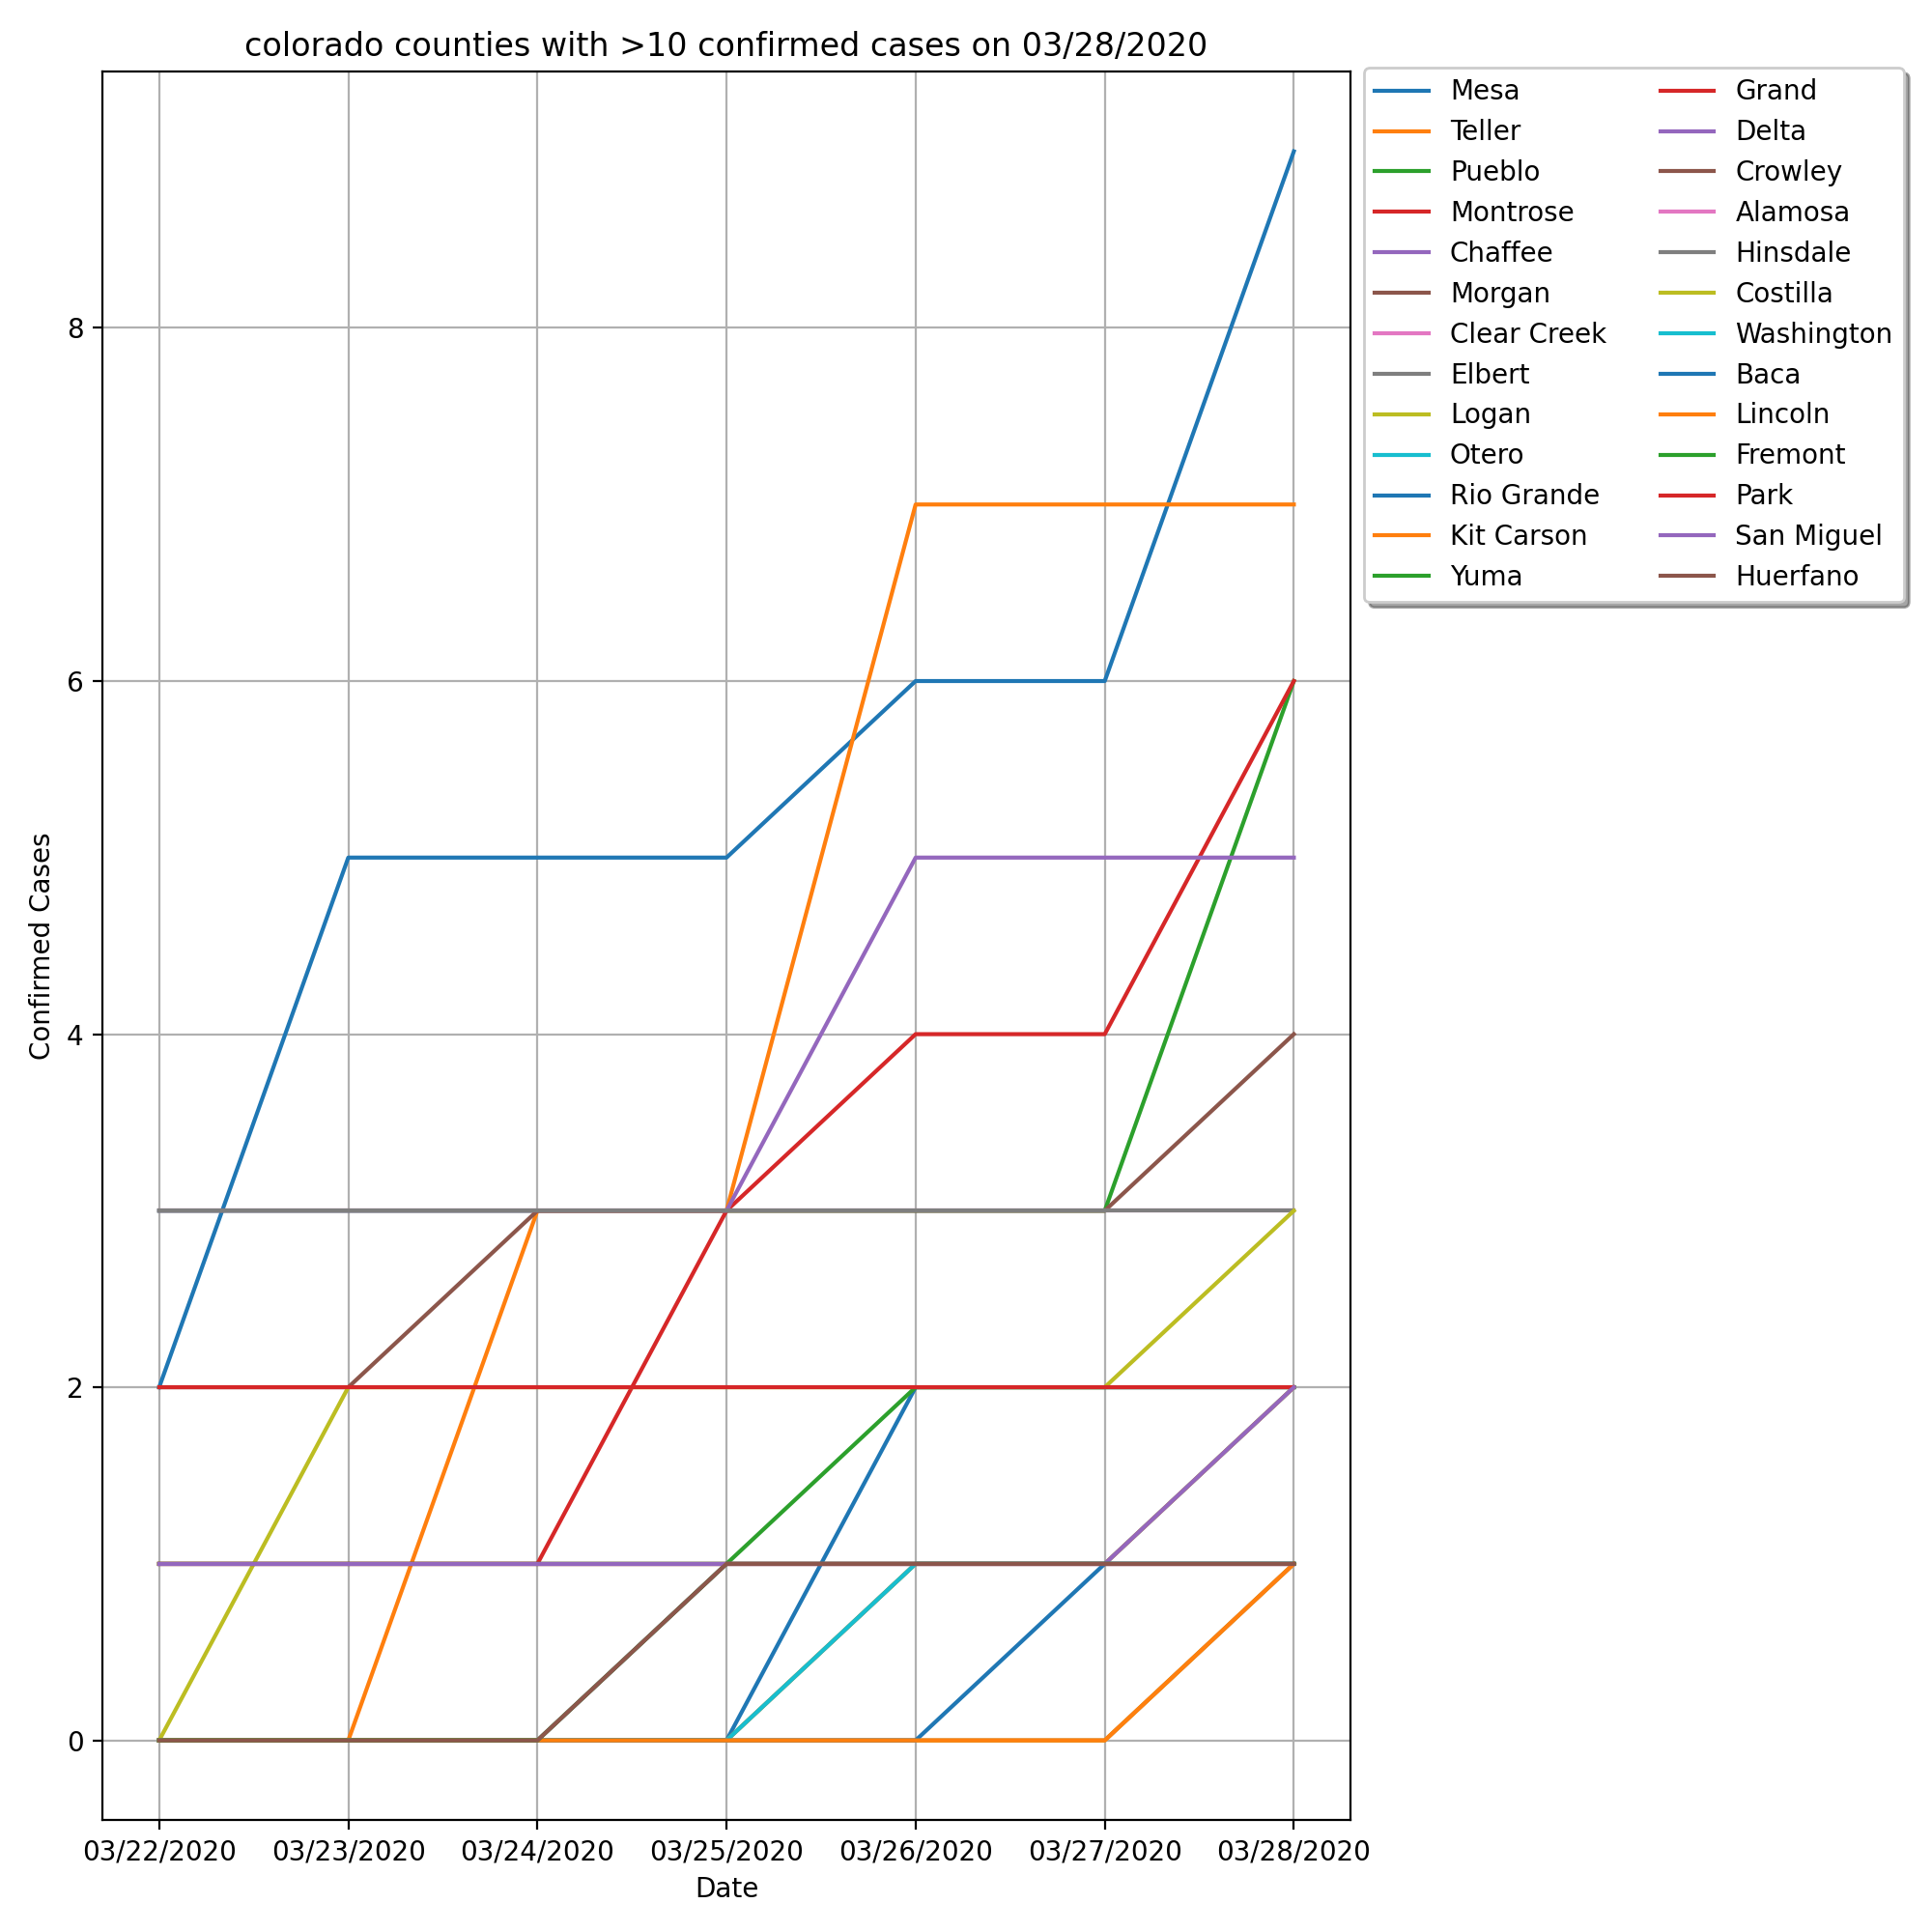 colorado counties with >10 confirmed cases on 03/28/2020
Confirmed Cases
8
6
4
2
0
03/22/2020 03/23/2020 03/24/2020 03/25/2020 03/26/2020 03/27/2020 03/28/2020
Date
Mesa
Teller
Pueblo
Montrose
Chaffee
Morgan
Clear Creek
Elbert
Logan
Otero
Rio Grande
Kit Carson
Yuma
Grand
Delta
Crowley
Alamosa
Hinsdale
Costilla
Washington
Baca
Lincoln
Fremont
Park
San Miguel
Huerfano